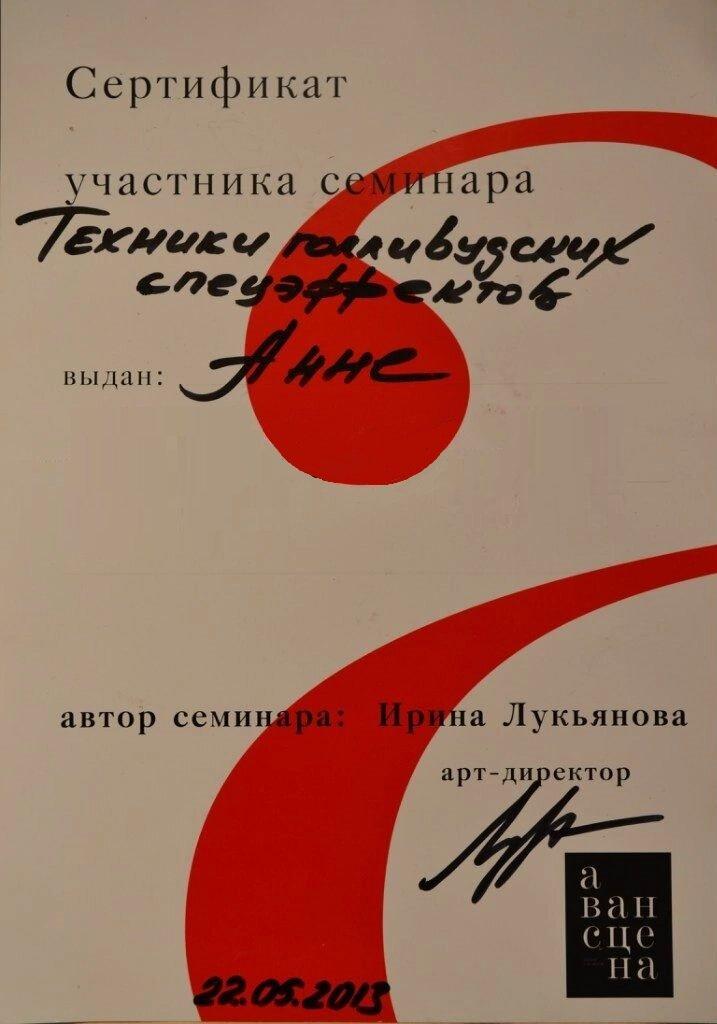 Сертификат
участника семинара
Техники голливудских
спецэффектов
выдан: Анне
автор семинара: Ирина Лукьянова
арт-директор
а
ван
сце
на
22.05.2013